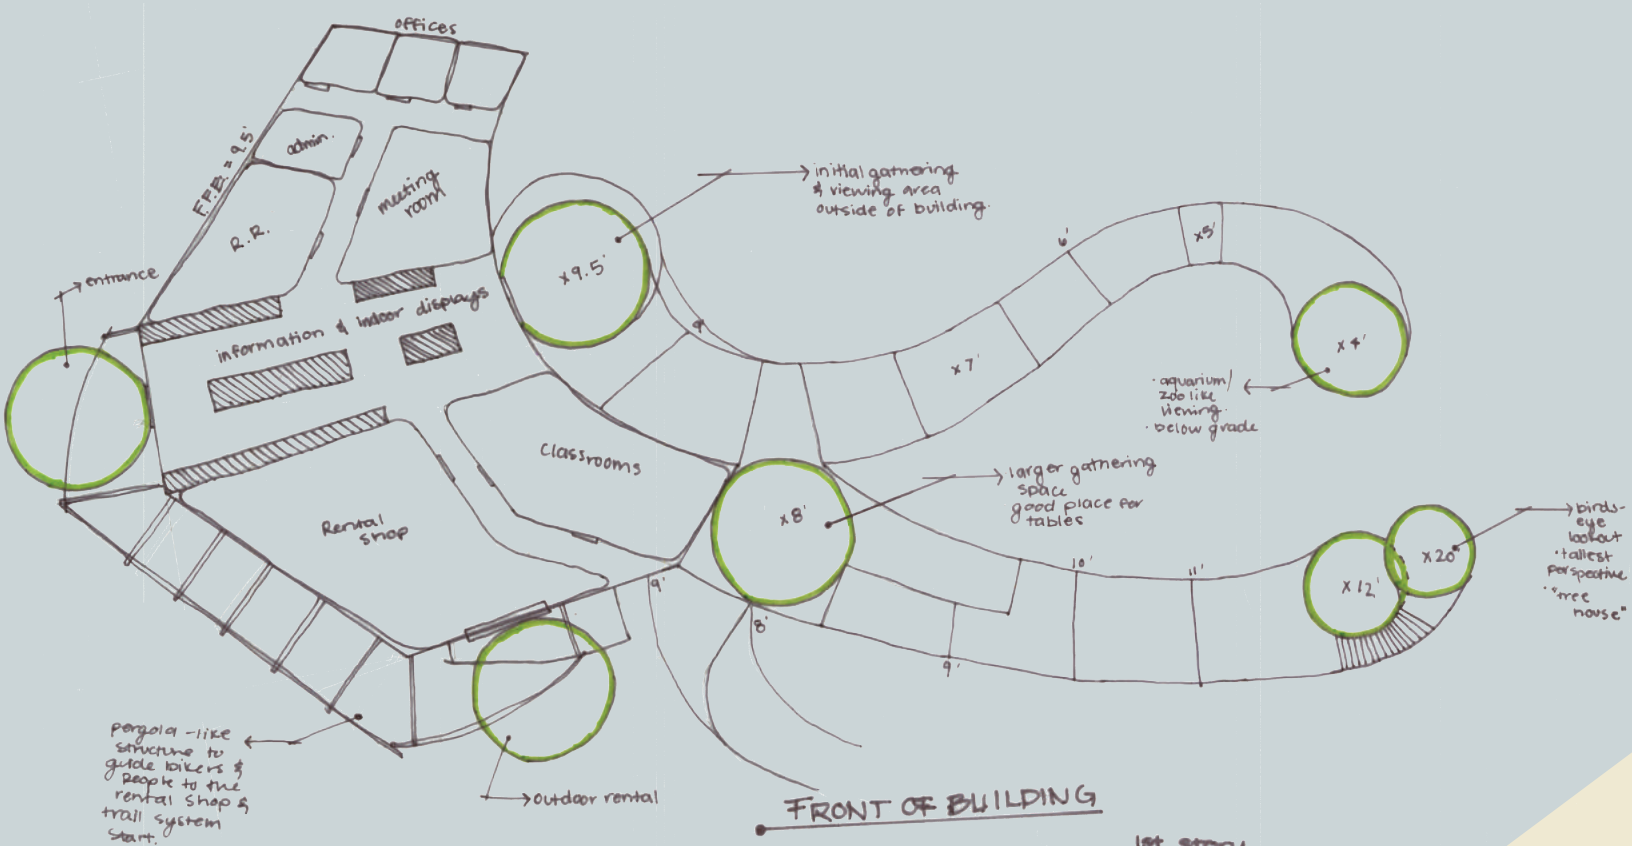 offices
admin.
F.F.E. = 9.5'
meeting
room
R.R.
entrance
information & indoor displays
initial gathering
& viewing area
outside of building.
x9.5'
9'
6'
x5'
x7'
x4'
· aquarium/
zoo like
viewing.
· below grade
Classrooms
Rental
shop
x8'
larger gathering
space
good place for
tables
9'
8'
9'
10'
11'
x12'
x20'
birds-
eye
lookout
· tallest
perspective
· "tree
house"
pergola-like
structure to
guide bikers &
people to the
rental shop &
trail system
start.
outdoor rental
FRONT OF BUILDING
1st story